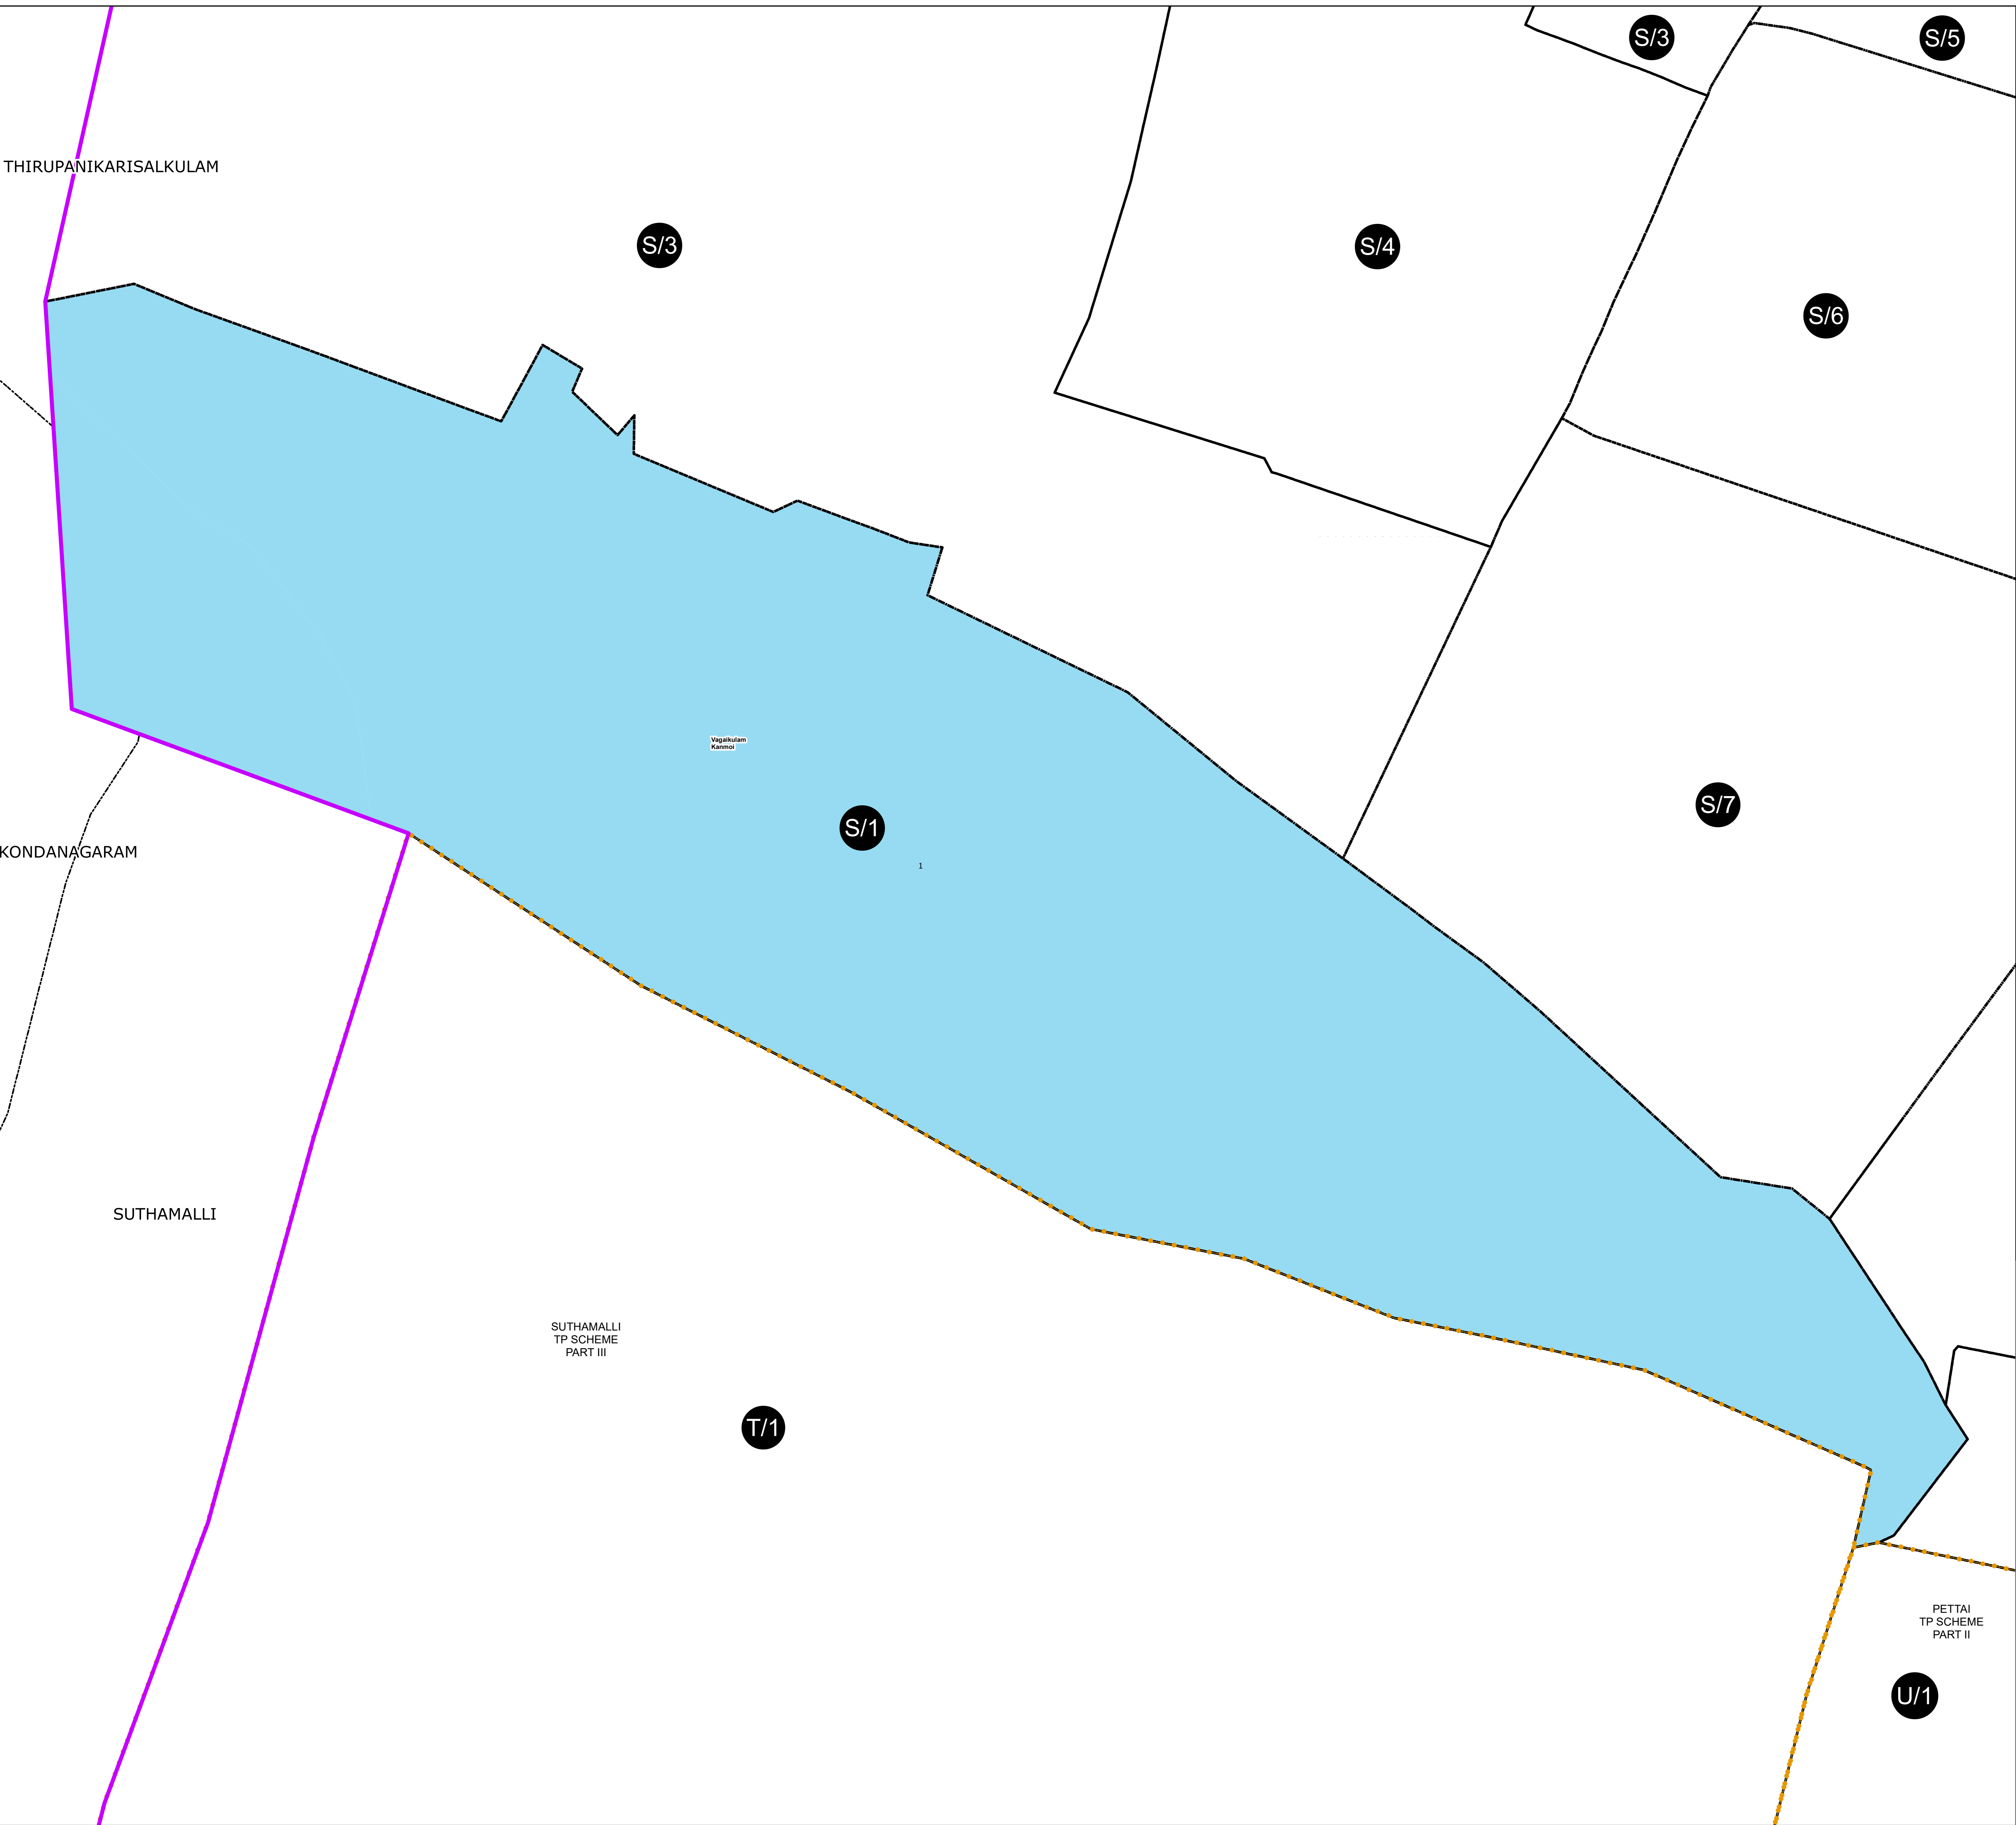 S/3
S/5
THIRUPANIKARISALKULAM
S/3
S/4
S/6
Vagaikulam
Kanmoi
S/7
S/1
KONDANAGARAM
1
SUTHAMALLI
SUTHAMALLI
TP SCHEME
PART III
T/1
PETTAI
TP SCHEME
PART II
U/1